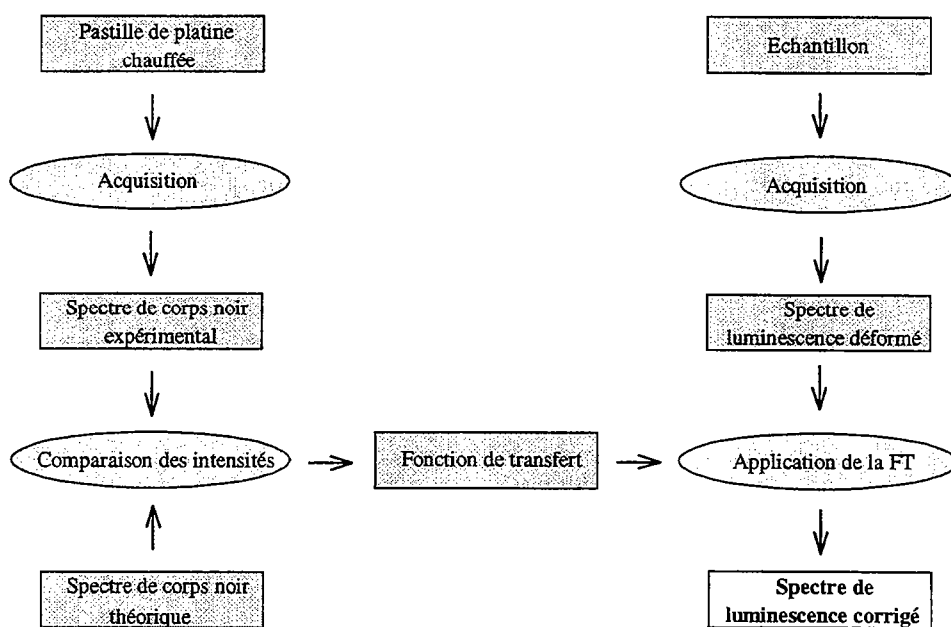 Pastille de platine
chauffée
Echantillon
Acquisition
Acquisition
Spectre de corps noir
expérimental
Spectre de
luminescence déformé
Comparaison des intensités
Fonction de transfert
Application de la FT
Spectre de corps noir
théorique
Spectre de
luminescence corrigé